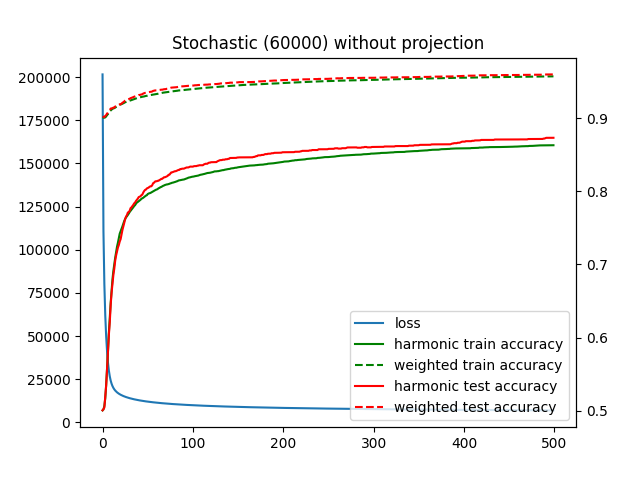 Stochastic (60000) without projection
200000
175000
150000
125000
100000
75000
50000
25000
0
0.9
0.8
0.7
0.6
0.5
loss
harmonic train accuracy
weighted train accuracy
harmonic test accuracy
weighted test accuracy
0 100 200 300 400 500